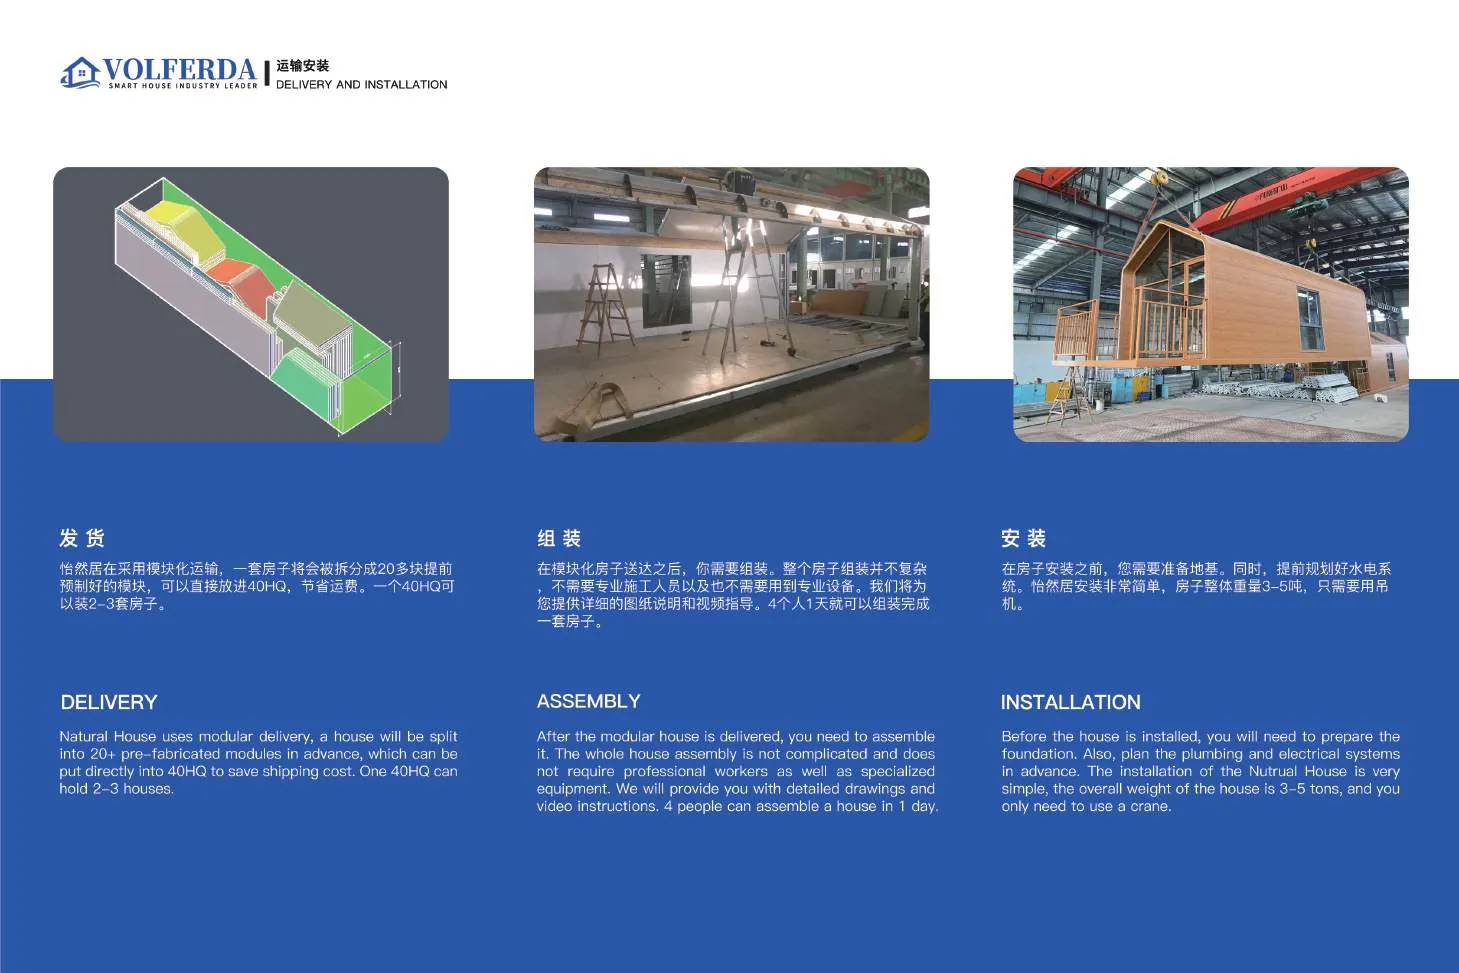 VOLFERDA
SMART HOUSE INDUSTRY LEADER
运输安装
DELIVERY AND INSTALLATION
发货
怡然居在采用模块化运输，一套房子将会被拆分成20多块提前
预制好的模块，可以直接放进40HQ，节省运费。一个40HQ可
以装2-3套房子。
组装
在模块化房子送达之后，你需要组装。整个房子组装并不复杂
，不需要专业施工人员以及也不需要用到专业设备。我们将为
您提供详细的图纸说明和视频指导。4个人1天就可以组装完成
一套房子。
安装
在房子安装之前，您需要准备地基。同时，提前规划好水电系
统。怡然居安装非常简单，房子整体重量3-5吨，只需要用吊
机。
DELIVERY
Natural House uses modular delivery, a house will be split
into 20+ pre-fabricated modules in advance, which can be
put directly into 40HQ to save shipping cost. One 40HQ can
hold 2-3 houses.
ASSEMBLY
After the modular house is delivered, you need to assemble
it. The whole house assembly is not complicated and does
not require professional workers as well as specialized
equipment. We will provide you with detailed drawings and
video instructions. 4 people can assemble a house in 1 day.
INSTALLATION
Before the house is installed, you will need to prepare the
foundation. Also, plan the plumbing and electrical systems
in advance. The installation of the Nutrual House is very
simple, the overall weight of the house is 3-5 tons, and you
only need to use a crane.